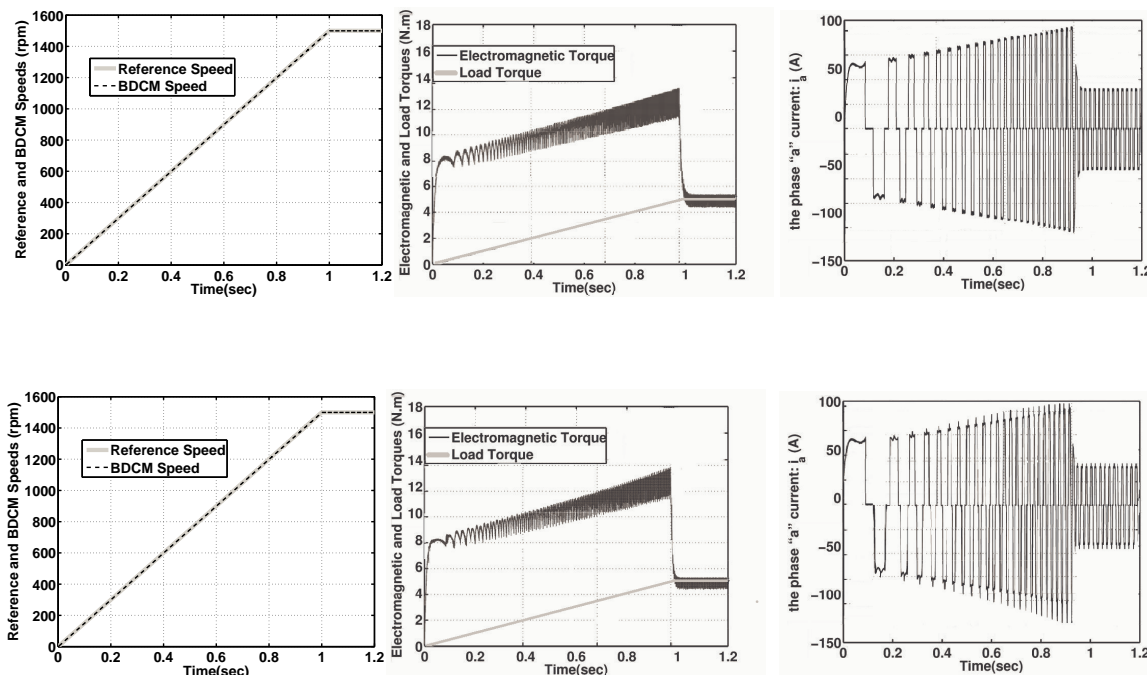 Reference and BDCM Speeds (rpm)
1600
1400
1200
1000
800
600
400
200
0
Reference Speed
BDCM Speed
0 0.2 0.4 0.6 0.8 1 1.2
Time(sec)
Electromagnetic and Load Torques (N.m)
18
16
14
12
10
8
6
4
2
0
Electromagnetic Torque
Load Torque
0 0.2 0.4 0.6 0.8 1 1.2
Time(sec)
the phase "a" current: i_a (A)
100
50
0
−50
−100
−150
0 0.2 0.4 0.6 0.8 1 1.2
Time(sec)
Reference and BDCM Speeds (rpm)
1600
1400
1200
1000
800
600
400
200
0
Reference Speed
BDCM Speed
0 0.2 0.4 0.6 0.8 1 1.2
Time(sec)
Electromagnetic and Load Torques (N.m)
18
16
14
12
10
8
6
4
2
0
Electromagnetic Torque
Load Torque
0 0.2 0.4 0.6 0.8 1 1.2
Time(sec)
the phase "a" current: i_a (A)
100
50
0
−50
−100
−150
0 0.2 0.4 0.6 0.8 1 1.2
Time(sec)